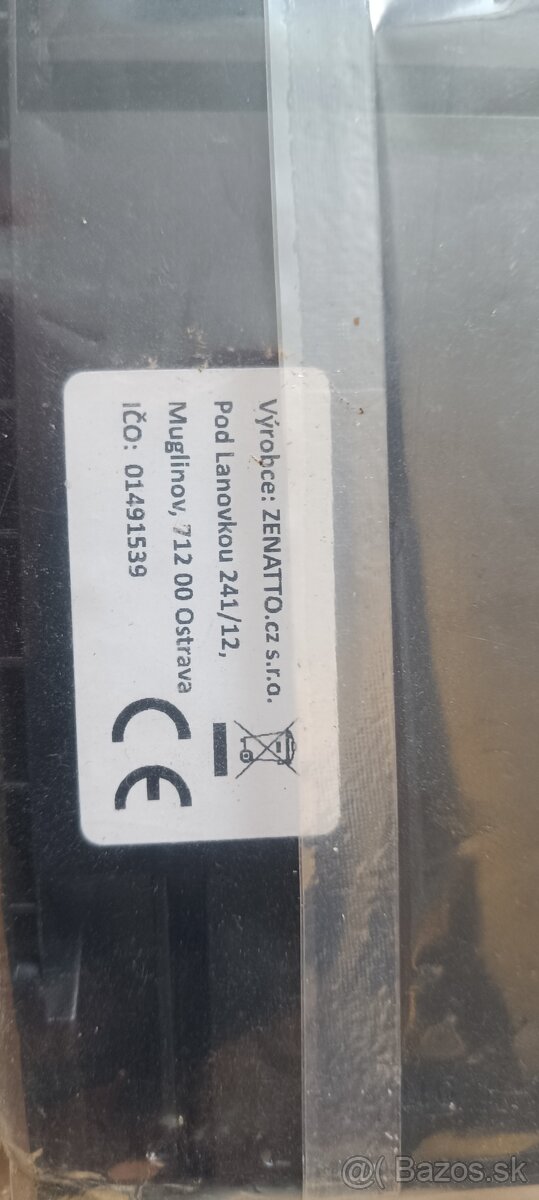 Výrobce: ZENATTO.cz s.r.o.
Pod Lanovkou 241/12,
Muglinov, 712 00 Ostrava
IČO: 01491539
CE
@( Bazos.sk